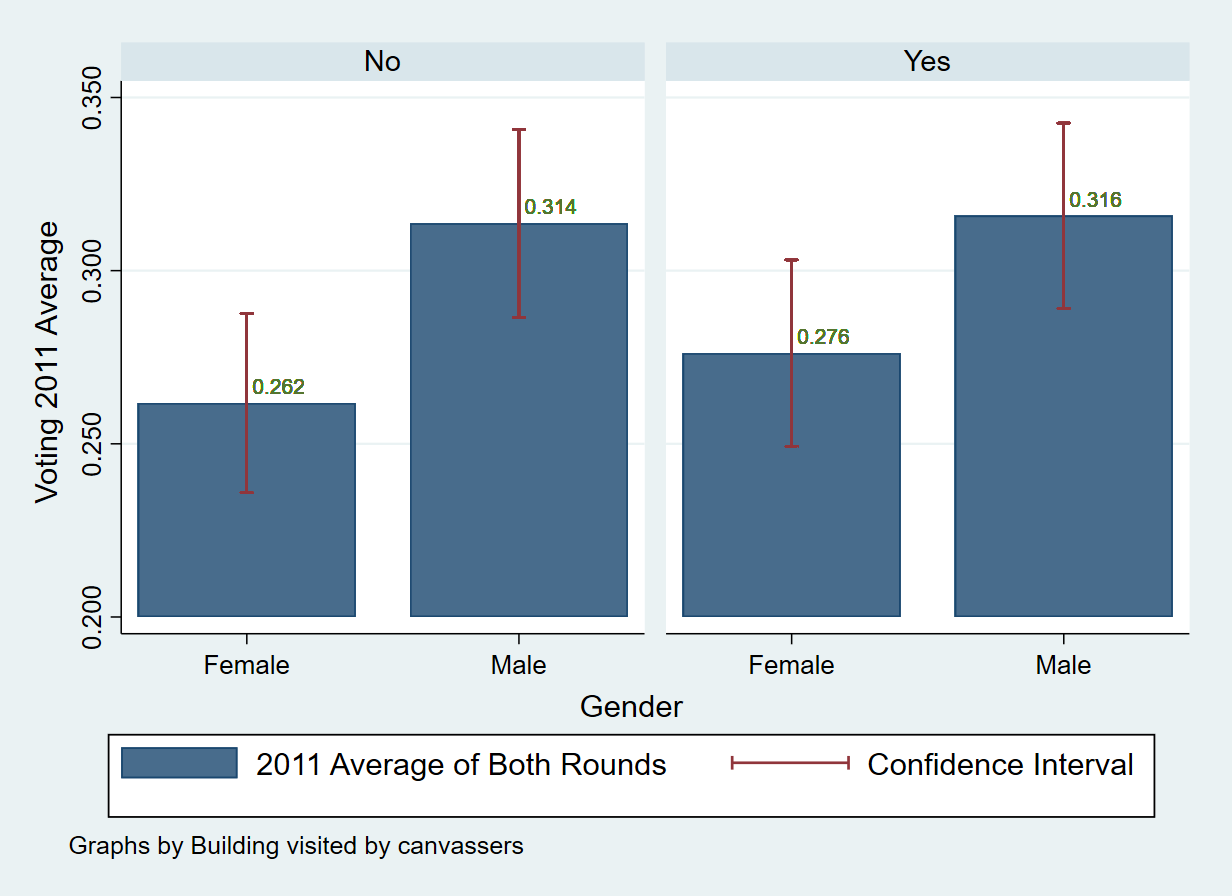 No
Yes
Voting 2011 Average
0.350
0.300
0.250
0.200
0.262
0.314
0.276
0.316
Female
Male
Female
Male
Gender
2011 Average of Both Rounds
Confidence Interval
Graphs by Building visited by canvassers